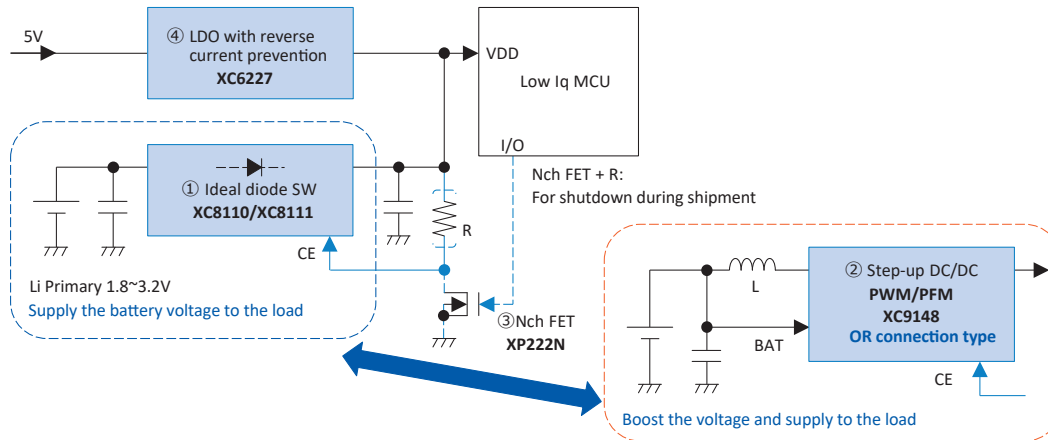 5V
④ LDO with reverse
current prevention
XC6227
VDD
Low Iq MCU
I/O
① Ideal diode SW
XC8110/XC8111
CE
R
Nch FET + R:
For shutdown during shipment
Li Primary 1.8~3.2V
Supply the battery voltage to the load
③Nch FET
XP222N
L
BAT
② Step-up DC/DC
PWM/PFM
XC9148
OR connection type
CE
Boost the voltage and supply to the load